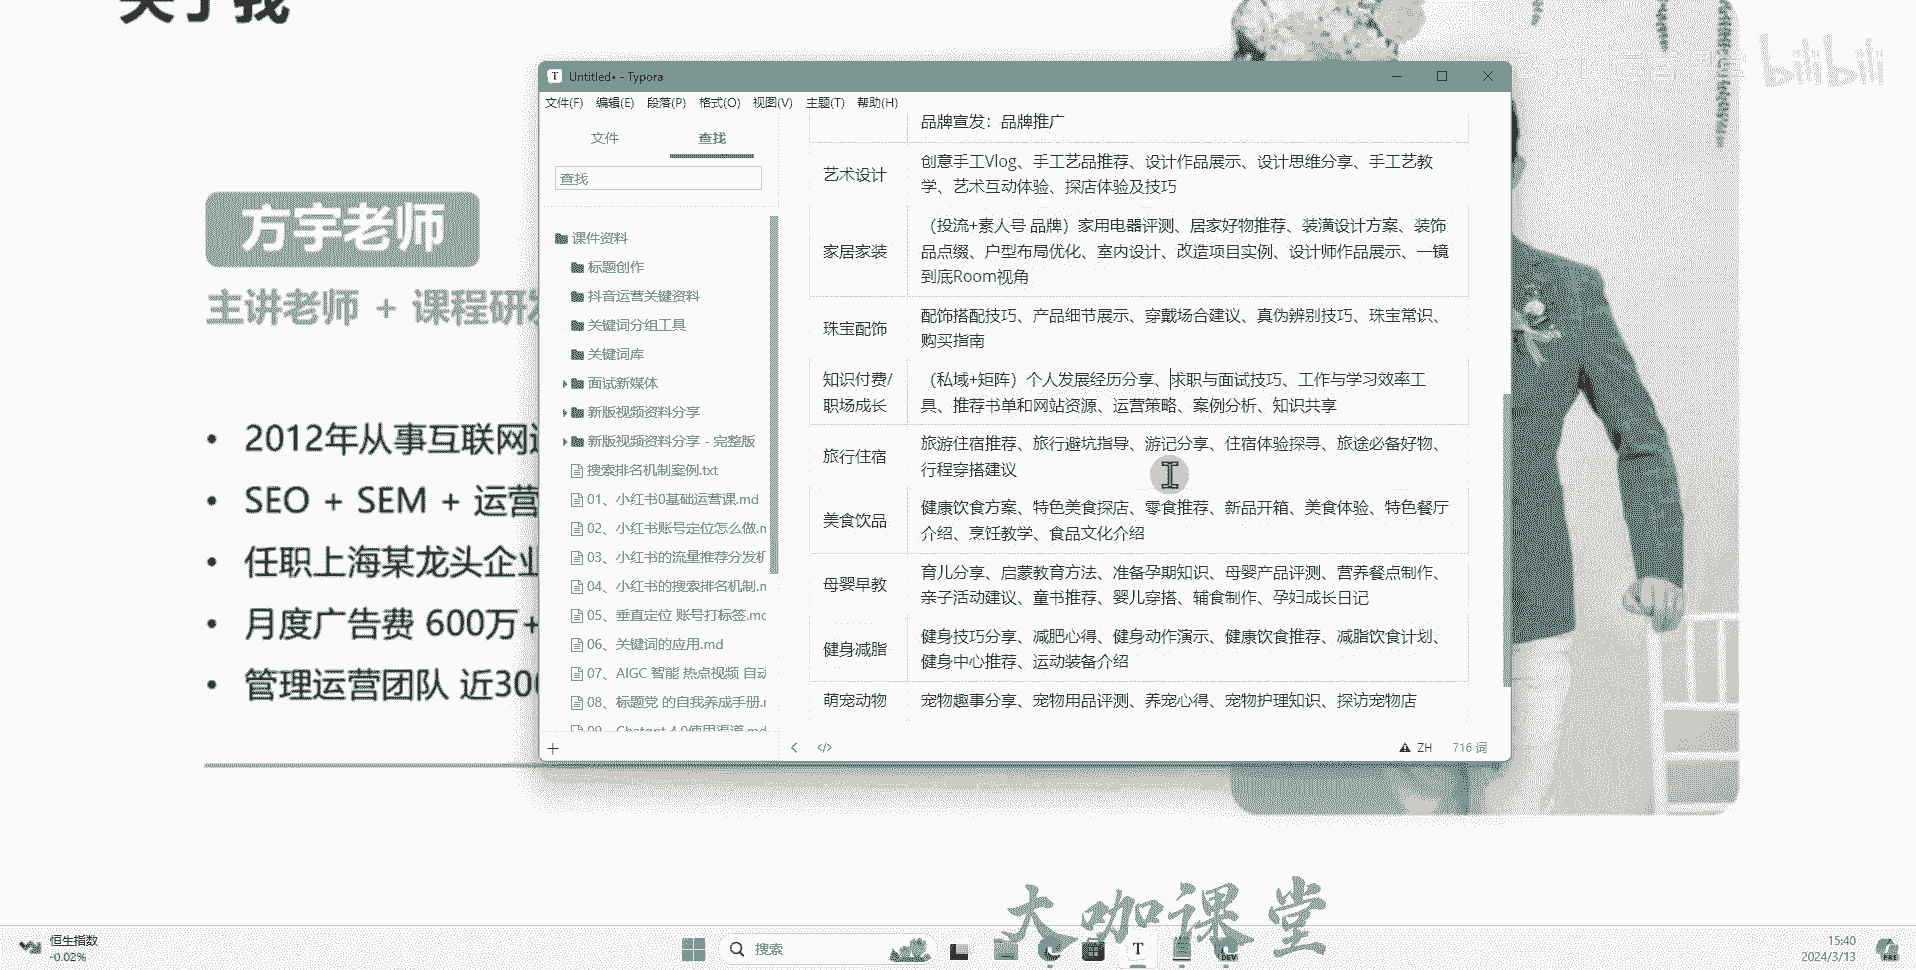 关于我
bilibili
方宇老师
主讲老师 + 课程研发
2012年从事互联网
SEO + SEM + 运营
任职上海某龙头企业
月度广告费 600万+
管理运营团队 近300
Untitled• - Typora
文件(F) 编辑(E) 段落(P) 格式(O) 视图(V) 主题(T) 帮助(H)
文件 查找
查找
课件资料
标题创作
抖音运营关键资料
关键词分组工具
关键词库
面试新媒体
新版视频资料分享
新版视频资料分享 - 完整版
搜索排名机制案例.txt
01、小红书0基础运营课.md
02、小红书账号定位怎么做.m
03、小红书的流量推荐分发机
04、小红书的搜索排名机制.m
05、垂直定位 账号打标签.mc
06、关键词的应用.md
07、AIGC 智能 热点视频 自动
08、标题党 的自我养成手册.r
09、Chatgpt 4.0使用渠道.md
品牌宣发：品牌推广
艺术设计
创意手工Vlog、手工艺品推荐、设计作品展示、设计思维分享、手工艺教
学、艺术互动体验、探店体验及技巧
家居家装
（投流+素人号 品牌）家用电器评测、居家好物推荐、装潢设计方案、装饰
品点缀、户型布局优化、室内设计、改造项目实例、设计师作品展示、一镜
到底Room视角
珠宝配饰
配饰搭配技巧、产品细节展示、穿戴场合建议、真伪辨别技巧、珠宝常识、
购买指南
知识付费/
职场成长
（私域+矩阵）个人发展经历分享、求职与面试技巧、工作与学习效率工
具、推荐书单和网站资源、运营策略、案例分析、知识共享
旅行住宿
旅游住宿推荐、旅行避坑指导、游记分享、住宿体验探寻、旅途必备好物、
行程穿搭建议
美食饮品
健康饮食方案、特色美食探店、零食推荐、新品开箱、美食体验、特色餐厅
介绍、烹饪教学、食品文化介绍
母婴早教
育儿分享、启蒙教育方法、准备孕期知识、母婴产品评测、营养餐点制作、
亲子活动建议、童书推荐、婴儿穿搭、辅食制作、孕妇成长日记
健身减脂
健身技巧分享、减肥心得、健身动作演示、健康饮食推荐、减脂饮食计划、
健身中心推荐、运动装备介绍
萌宠动物
宠物趣事分享、宠物用品评测、养宠心得、宠物护理知识、探访宠物店
ZH 716 词
大咖课堂
恒生指数
-0.02%
搜索
15:40
2024/3/13